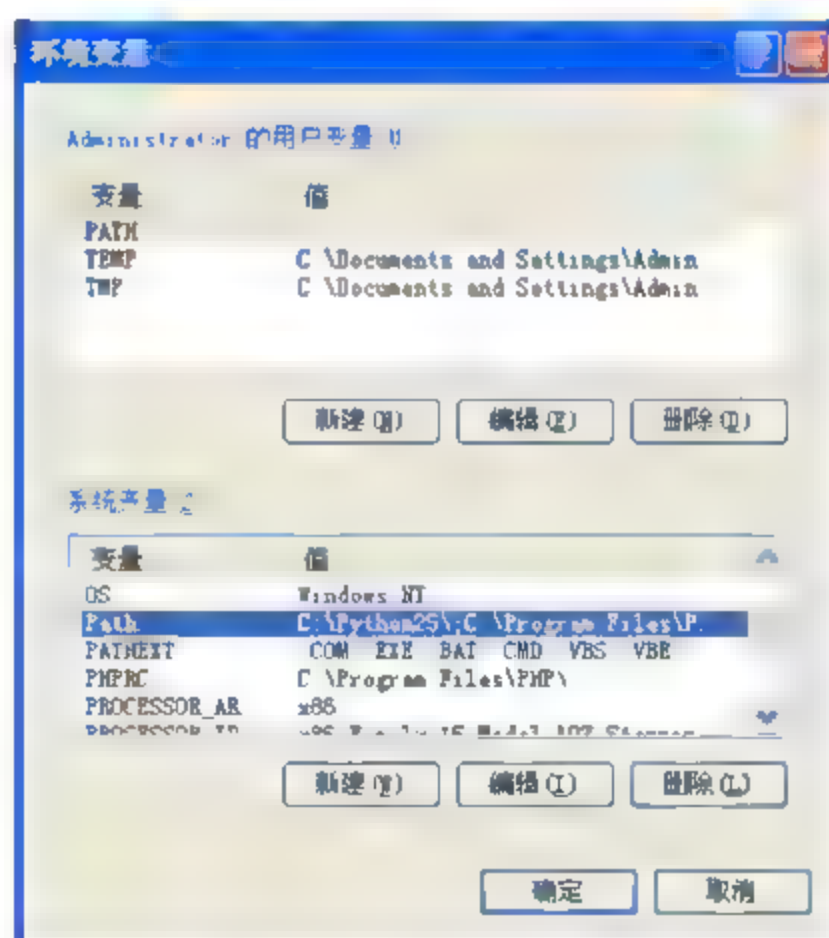 环境变量
Administrator 的用户变量 U
变量 值
PATH
TEMP C \Documents and Settings\Admin
TMP C \Documents and Settings\Admin
新建(N) 编辑(E) 删除(D)
系统变量
变量 值
OS Windows NT
Path C:\Python25\;C \Program Files\P.
PATHEXT COM EXE BAT CMD VBS VBE
PHPRC C \Program Files\PHP\
PROCESSOR_AR x86
新建(W) 编辑(I) 删除(L)
确定 取消